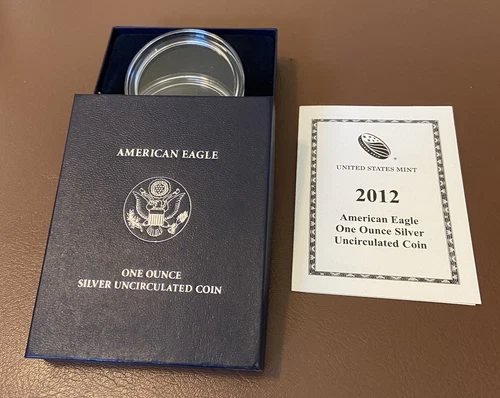 AMERICAN EAGLE
ONE OUNCE
SILVER UNCIRCULATED COIN
UNITED STATES MINT
2012
American Eagle
One Ounce Silver
Uncirculated Coin